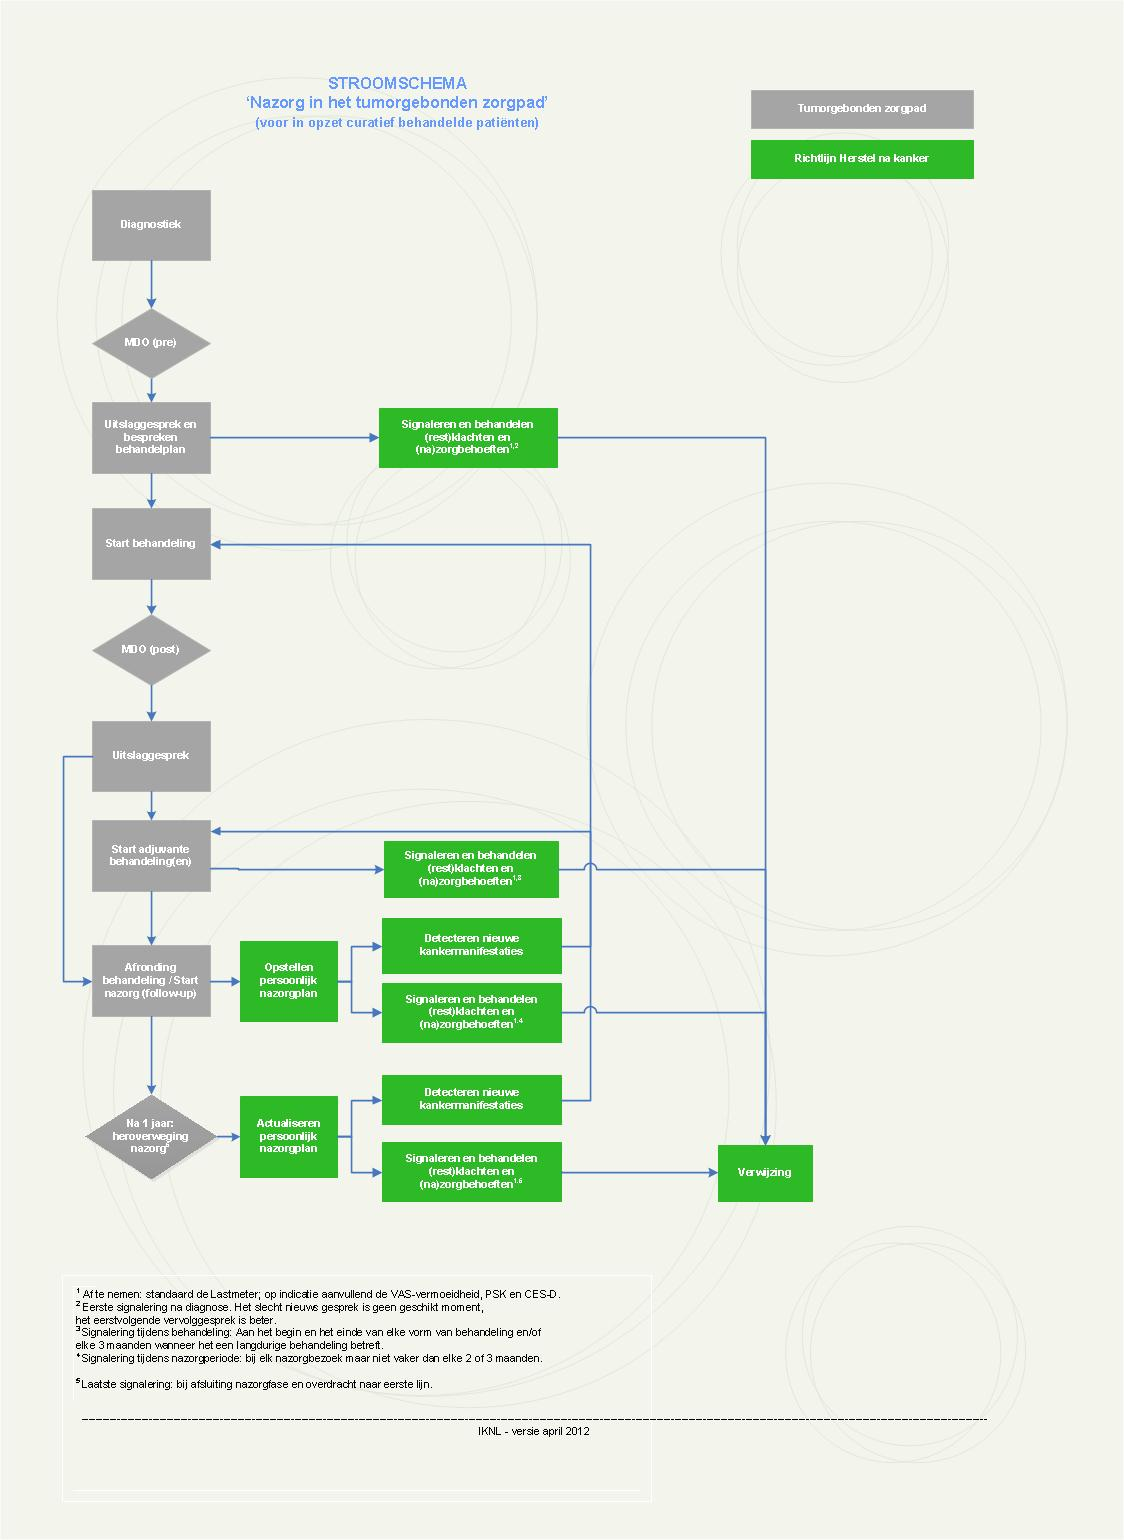 STROOMSCHEMA
‘Nazorg in het tumorgebonden zorgpad’
(voor in opzet curatief behandelde patiënten)
Tumorgebonden zorgpad
Richtlijn Herstel na kanker
Diagnostiek
MDO (pre)
Uitslaggesprek en
bespreken
behandelplan
Signaleren en behandelen
(rest)klachten en
(na)zorgbehoeften1,2
Start behandeling
MDO (post)
Uitslaggesprek
Start adjuvante
behandeling(en)
Signaleren en behandelen
(rest)klachten en
(na)zorgbehoeften1,3
Detecteren nieuwe
kankermanifestaties
Afronding
behandeling / Start
nazorg (follow-up)
Opstellen
persoonlijk
nazorgplan
Signaleren en behandelen
(rest)klachten en
(na)zorgbehoeften1,4
Detecteren nieuwe
kankermanifestaties
Na 1 jaar:
heroverweging
nazorg5
Actualiseren
persoonlijk
nazorgplan
Signaleren en behandelen
(rest)klachten en
(na)zorgbehoeften1,5
Verwijzing
1 Af te nemen: standaard de Lastmeter; op indicatie aanvullend de VAS-vermoeidheid, PSK en CES-D.
2 Eerste signalering na diagnose. Het slecht nieuws gesprek is geen geschikt moment,
het eerstvolgende vervolggesprek is beter.
3 Signalering tijdens behandeling: Aan het begin en het einde van elke vorm van behandeling en/of
elke 3 maanden wanneer het een langdurige behandeling betreft.
4 Signalering tijdens nazorgperiode: bij elk nazorgbezoek maar niet vaker dan elke 2 of 3 maanden.
5 Laatste signalering: bij afsluiting nazorgfase en overdracht naar eerste lijn.
IKNL - versie april 2012